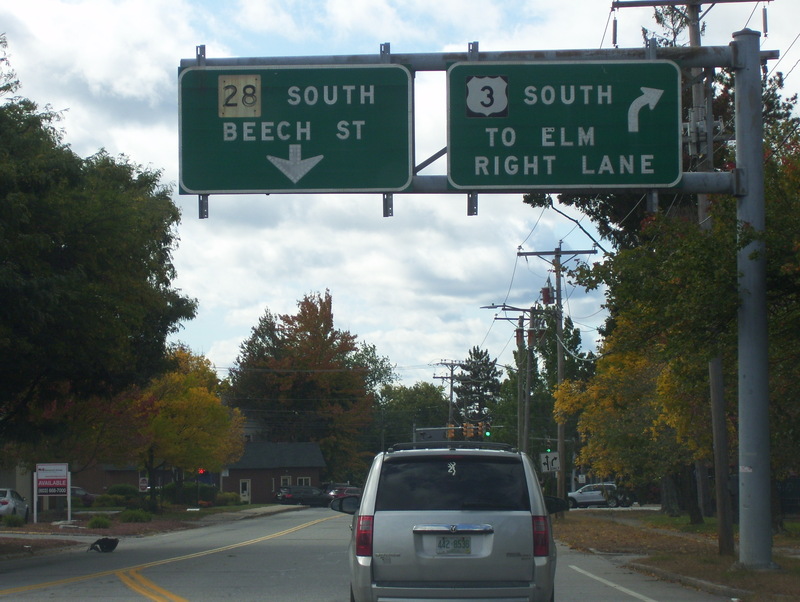 28 SOUTH
BEECH ST
3 SOUTH
TO ELM
RIGHT LANE
AVAILABLE